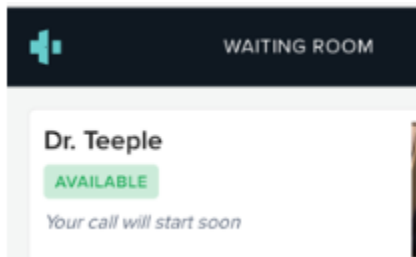 WAITING ROOM
Dr. Teeple
AVAILABLE
Your call will start soon